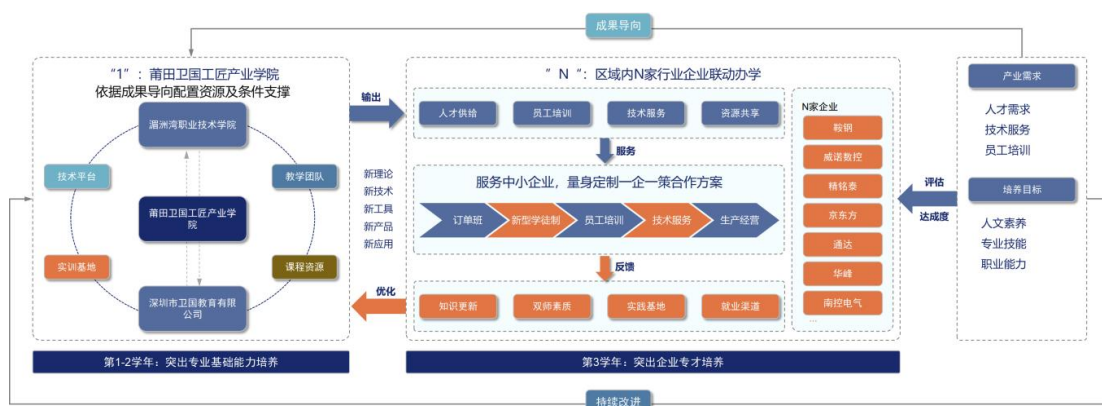 成果导向
“1”：莆田卫国工匠产业学院
依据成果导向配置资源及条件支撑
湄洲湾职业技术学院
技术平台
教学团队
莆田卫国工匠产业学
院
实训基地
课程资源
深圳市卫国教育有限
公司
第1-2学年：突出专业基础能力培养
输出
新理论
新技术
新工具
新产品
新应用
优化
“ N “：区域内N家行业企业联动办学
人才供给
员工培训
技术服务
资源共享
服务
服务中小企业，量身定制一企一策合作方案
订单班
新型学徒制
员工培训
技术服务
生产经营
反馈
知识更新
双师素质
实践基地
就业渠道
N家企业
鞍钢
威诺数控
精铭泰
京东方
通达
华峰
南控电气
...
第3学年：突出企业专才培养
评估
达成度
产业需求
人才需求
技术服务
员工培训
培养目标
人文素养
专业技能
职业能力
持续改进